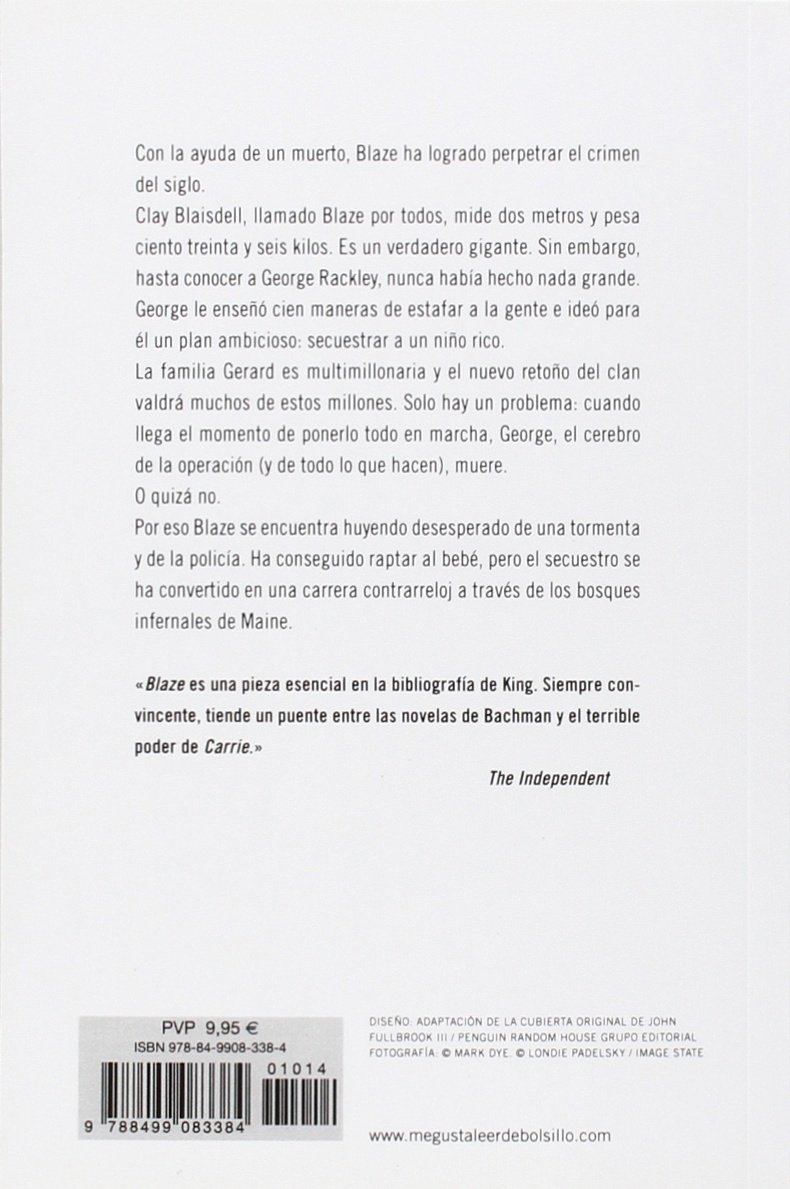 Con la ayuda de un muerto, Blaze ha logrado perpetrar el crimen
del siglo.
Clay Blaisdell, llamado Blaze por todos, mide dos metros y pesa
ciento treinta y seis kilos. Es un verdadero gigante. Sin embargo,
hasta conocer a George Rackley, nunca había hecho nada grande.
George le enseñó cien maneras de estafar a la gente e ideó para
él un plan ambicioso: secuestrar a un niño rico.
La familia Gerard es multimillonaria y el nuevo retoño del clan
valdrá muchos de estos millones. Solo hay un problema: cuando
llega el momento de ponerlo todo en marcha, George, el cerebro
de la operación (y de todo lo que hacen), muere.
O quizá no.
Por eso Blaze se encuentra huyendo desesperado de una tormenta
y de la policía. Ha conseguido raptar al bebé, pero el secuestro se
ha convertido en una carrera contrarreloj a través de los bosques
infernales de Maine.
«Blaze es una pieza esencial en la bibliografía de King. Siempre con-
vincente, tiende un puente entre las novelas de Bachman y el terrible
poder de Carrie.»
The Independent
PVP 9,95 €
ISBN 978-84-9908-338-4
01014
9 788499 083384
DISEÑO: ADAPTACIÓN DE LA CUBIERTA ORIGINAL DE JOHN
FULLBROOK III / PENGUIN RANDOM HOUSE GRUPO EDITORIAL
FOTOGRAFÍA: © MARK DYE. © LONDIE PADELSKY / IMAGE STATE
www.megustaleerdebolsillo.com